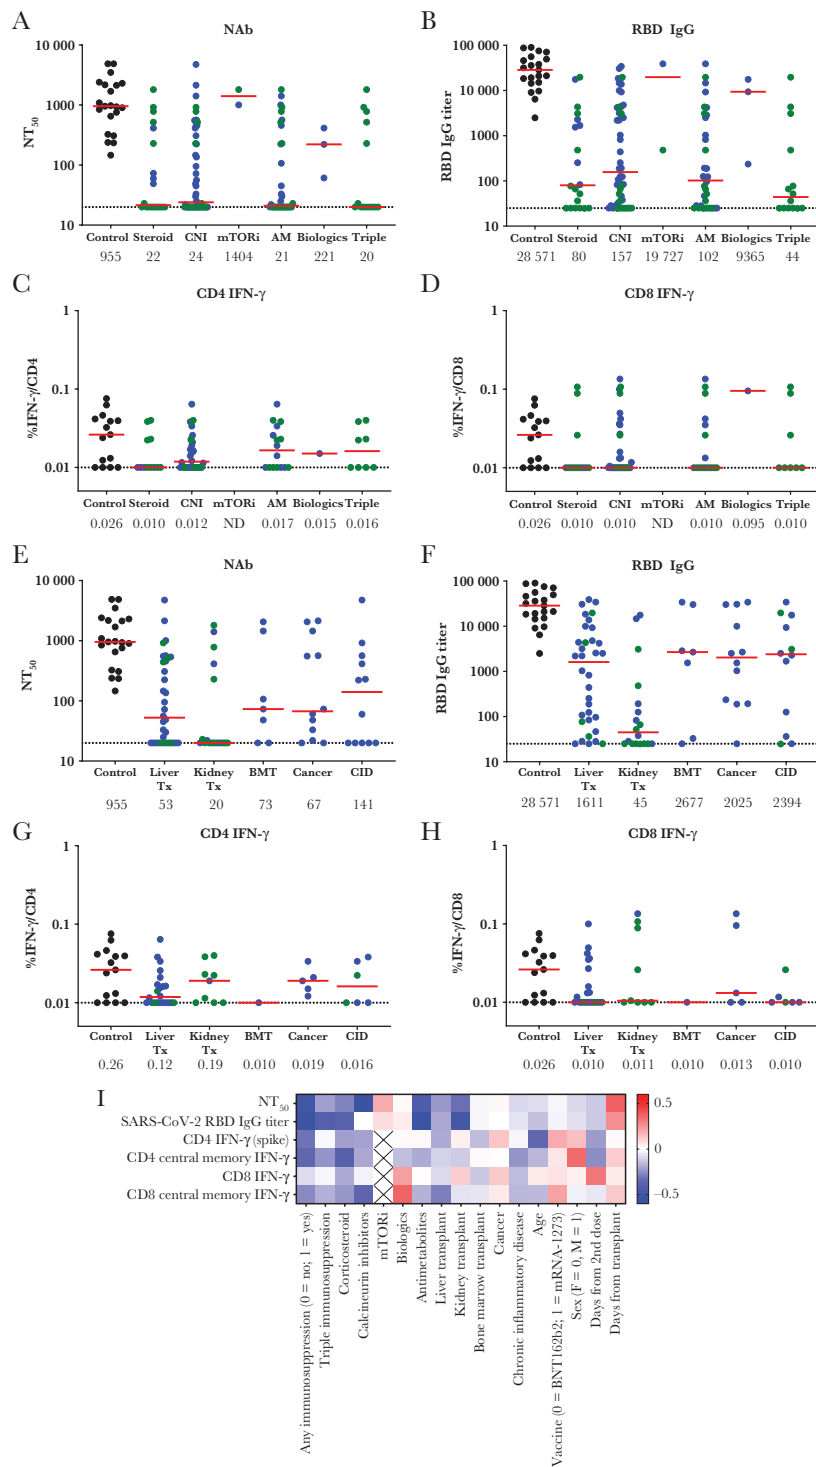 A
NAb
10 000
1000
100
10
NT50
Control Steroid CNI mTORi AM Biologics Triple
955 22 24 1404 21 221 20
B
RBD IgG
100 000
10 000
1000
100
10
RBD IgG titer
Control Steroid CNI mTORi AM Biologics Triple
28 571 80 157 19 727 102 9365 44
C
CD4 IFN-γ
1
0.1
0.01
%IFN-γ/CD4
Control Steroid CNI mTORi AM Biologics Triple
0.026 0.010 0.012 ND 0.017 0.015 0.016
D
CD8 IFN-γ
1
0.1
0.01
%IFN-γ/CD8
Control Steroid CNI mTORi AM Biologics Triple
0.026 0.010 0.010 ND 0.010 0.095 0.010
E
NAb
10 000
1000
100
10
NT50
Control Liver Kidney BMT Cancer CID
Tx Tx
955 53 20 73 67 141
F
RBD IgG
100 000
10 000
1000
100
10
RBD IgG titer
Control Liver Kidney BMT Cancer CID
Tx Tx
28 571 1611 45 2677 2025 2394
G
CD4 IFN-γ
1
0.1
0.01
%IFN-γ/CD4
Control Liver Kidney BMT Cancer CID
Tx Tx
0.26 0.12 0.19 0.010 0.019 0.016
H
CD8 IFN-γ
1
0.1
0.01
%IFN-γ/CD8
Control Liver Kidney BMT Cancer CID
Tx Tx
0.026 0.010 0.011 0.010 0.013 0.010
I
NT50
SARS-CoV-2 RBD IgG titer
CD4 IFN-γ (spike)
CD4 central memory IFN-γ
CD8 IFN-γ
CD8 central memory IFN-γ
0.5
0
−0.5
Any immunosuppression (0 = no; 1 = yes)
Triple immunosuppression
Corticosteroid
Calcineurin inhibitors
mTORi
Biologics
Antimetabolites
Liver transplant
Kidney transplant
Bone marrow transplant
Cancer
Chronic inflammatory disease
Age
Vaccine (0 = BNT162b2; 1 = mRNA-1273)
Sex (F = 0, M = 1)
Days from 2nd dose
Days from transplant